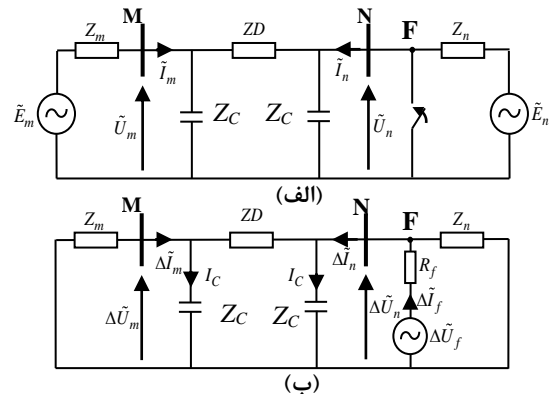 M N F
Z_m ZD Z_n
Ĩ_m Ĩ_n
Ẽ_m Ũ_m Z_C Z_C Ũ_n Ẽ_n
(الف)
M N F
Z_m ZD Z_n
ΔĨ_m I_C I_C ΔĨ_n R_f
ΔŨ_m Z_C Z_C ΔŨ_n ΔĨ_f
ΔŨ_f
(ب)